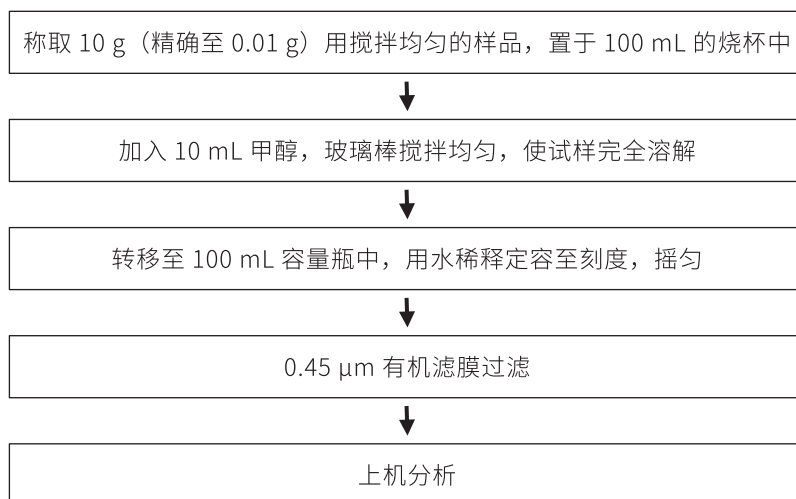 称取 10 g（精确至 0.01 g）用搅拌均匀的样品，置于 100 mL 的烧杯中
加入 10 mL 甲醇，玻璃棒搅拌均匀，使试样完全溶解
转移至 100 mL 容量瓶中，用水稀释定容至刻度，摇匀
0.45 μm 有机滤膜过滤
上机分析